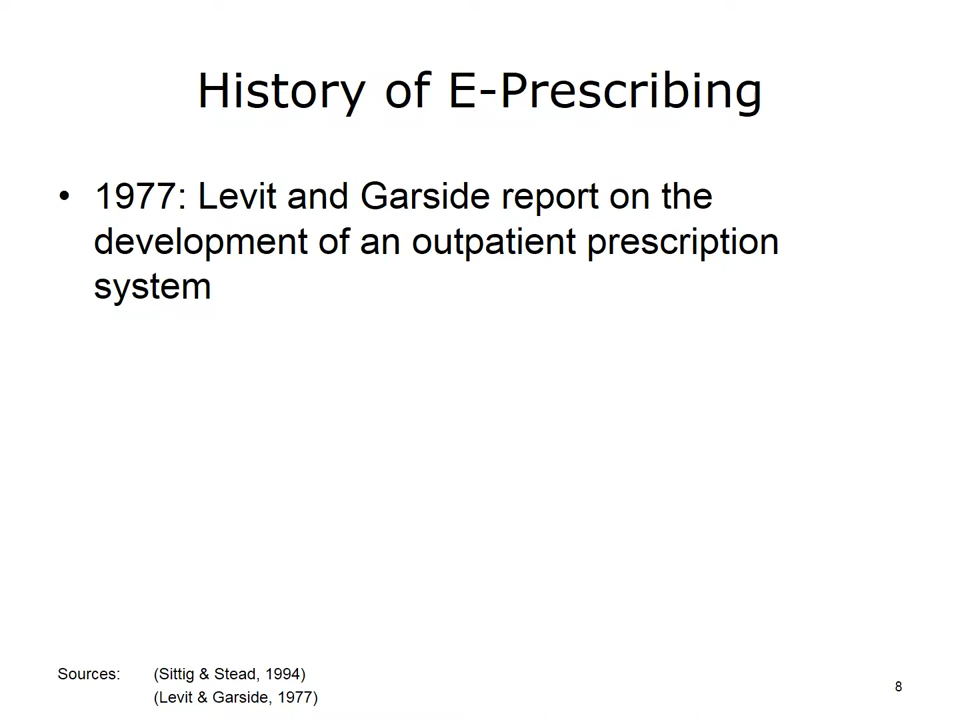 History of E-Prescribing
• 1977: Levit and Garside report on the
development of an outpatient prescription
system
Sources: (Sittig & Stead, 1994)
(Levit & Garside, 1977)
8